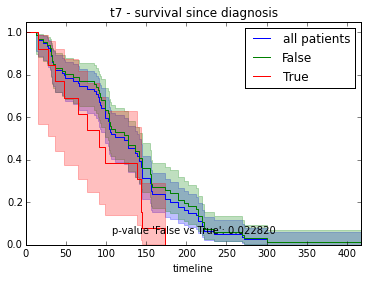 t7 - survival since diagnosis
all patients
False
True
1.0
0.8
0.6
0.4
0.2
0.0
p-value 'False vs True': 0.022820
0 50 100 150 200 250 300 350 400
timeline